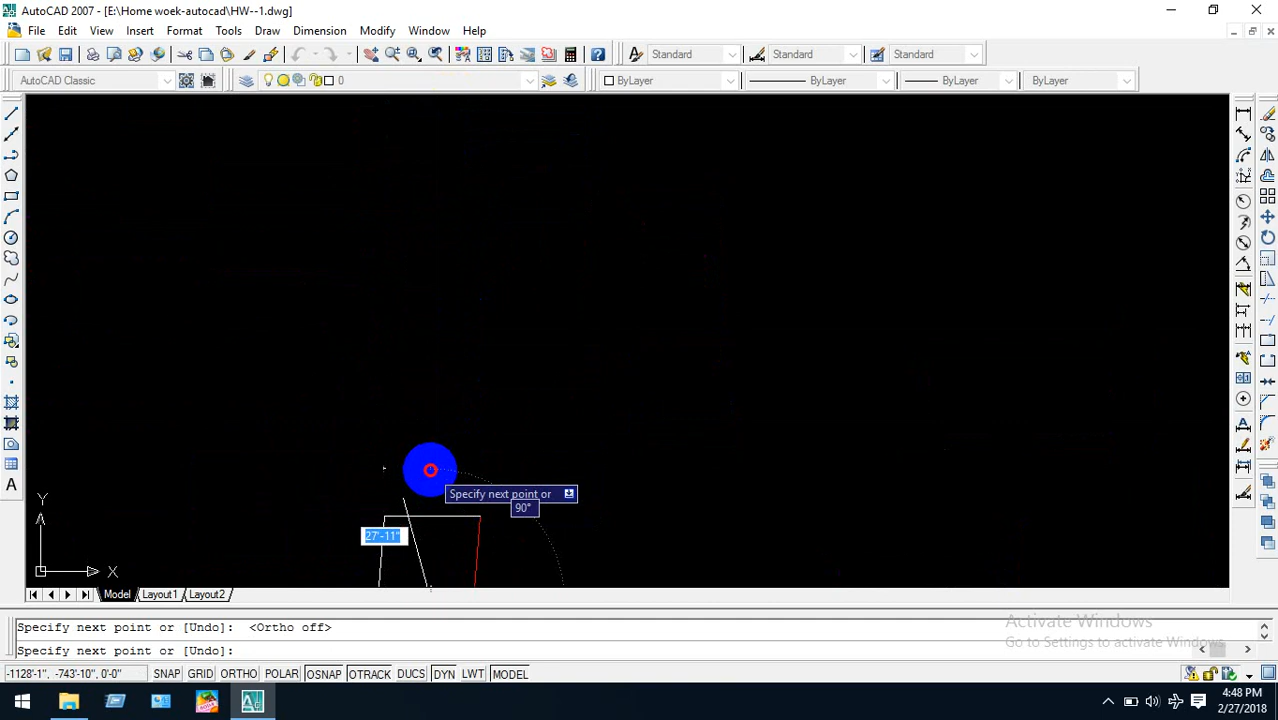 AutoCAD 2007 - [E:\Home woek-autocad\HW--1.dwg]
File Edit View Insert Format Tools Draw Dimension Modify Window Help
Standard Standard Standard
AutoCAD Classic 0 ByLayer ByLayer ByLayer ByLayer
Specify next point or
90°
27'-11"
Y
X
Model Layout1 Layout2
Specify next point or [Undo]: <Ortho off>
Specify next point or [Undo]:
Activate Windows
Go to Settings to activate Windows.
-1128'-1", -743'-10", 0'-0" SNAP GRID ORTHO POLAR OSNAP OTRACK DUCS DYN LWT MODEL
4:48 PM
2/27/2018